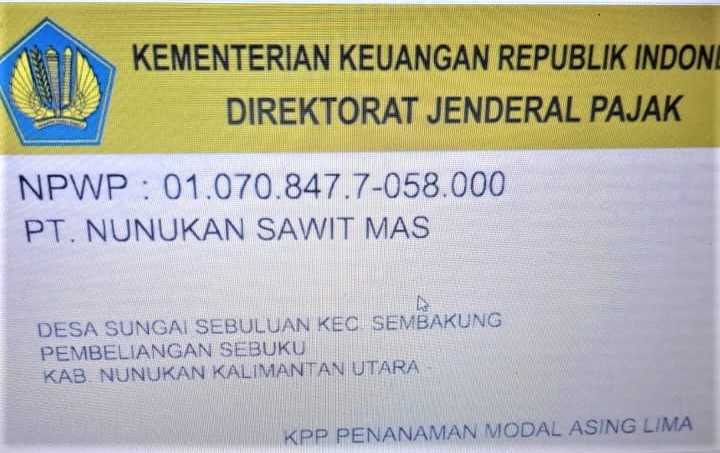 KEMENTERIAN KEUANGAN REPUBLIK INDONE
DIREKTORAT JENDERAL PAJAK
NPWP : 01.070.847.7-058.000
PT. NUNUKAN SAWIT MAS
DESA SUNGAI SEBULUAN KEC. SEMBAKUNG
PEMBELIANGAN SEBUKU
KAB. NUNUKAN KALIMANTAN UTARA -
KPP PENANAMAN MODAL ASING LIMA